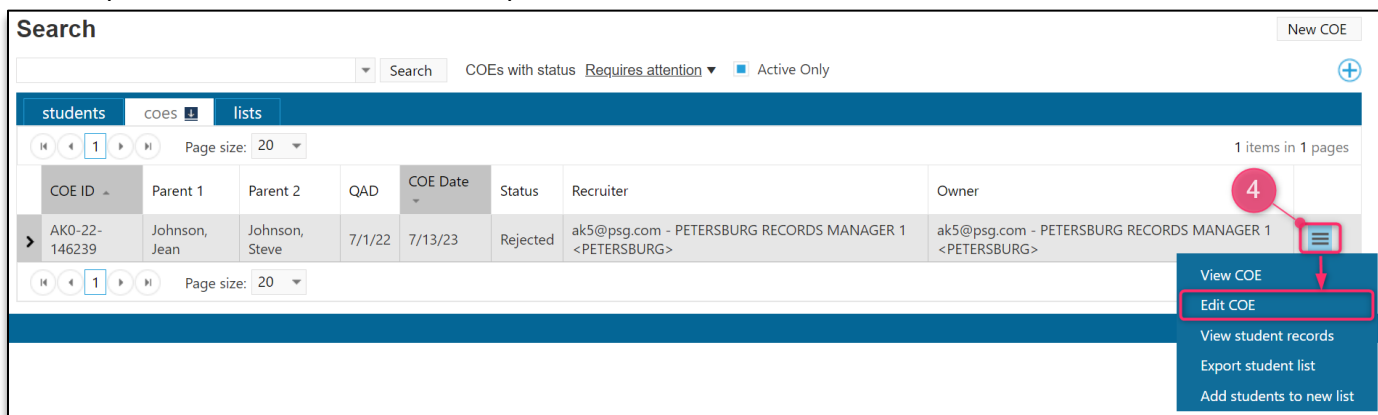 Search
New COE
Search COEs with status Requires attention Active Only
students coes lists
1 Page size: 20 1 items in 1 pages
COE ID Parent 1 Parent 2 QAD COE Date Status Recruiter Owner
4
AK0-22-146239 Johnson, Jean Johnson, Steve 7/1/22 7/13/23 Rejected ak5@psg.com - PETERSBURG RECORDS MANAGER 1 <PETERSBURG> ak5@psg.com - PETERSBURG RECORDS MANAGER 1 <PETERSBURG>
1 Page size: 20
View COE
Edit COE
View student records
Export student list
Add students to new list